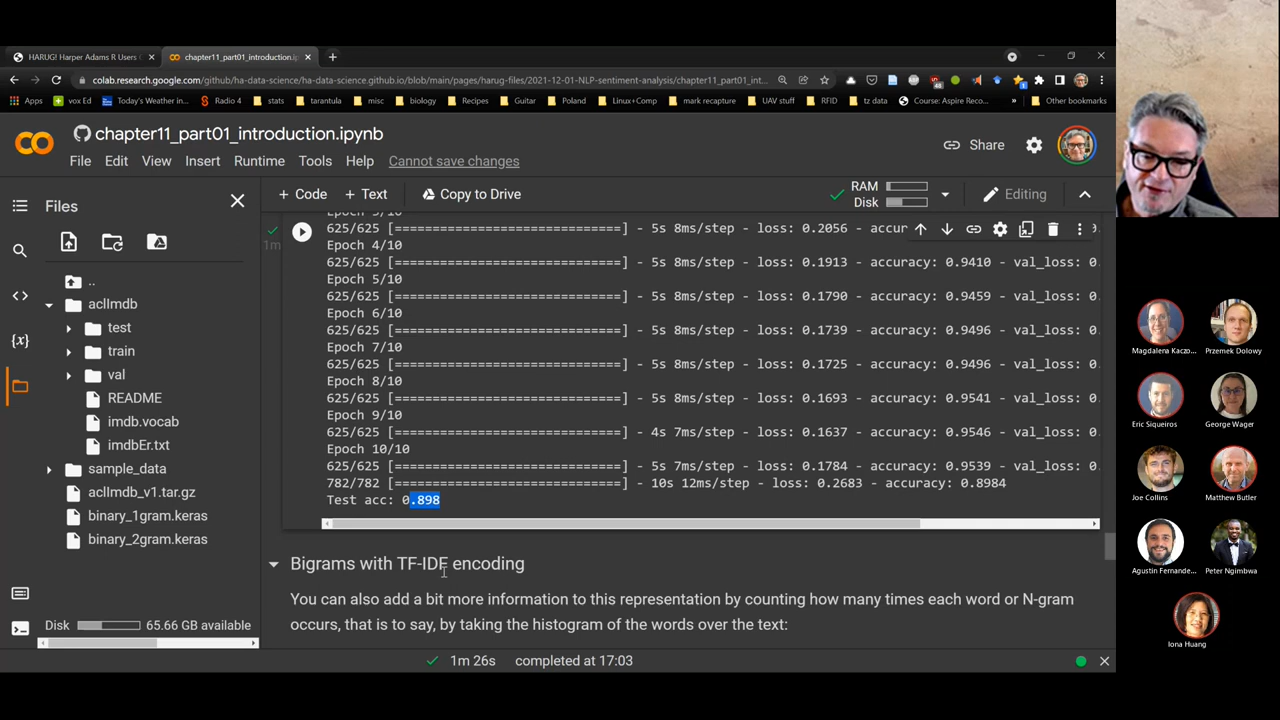 HARUG! Harper Adams R Users G
chapter11_part01_introduction.ip
colab.research.google.com/github/ha-data-science/ha-data-science.github.io/blob/main/pages/harug-files/2021-12-01-NLP-sentiment-analysis/chapter11_part01_int...
Apps vox Ed Today's Weather in... Radio 4 stats tarantula misc biology Recipes Guitar Poland Linux+Comp mark recapture UAV stuff RFID tz data Course: Aspire Reco... » Other bookmarks
chapter11_part01_introduction.ipynb
File Edit View Insert Runtime Tools Help Cannot save changes
Share
+ Code + Text Copy to Drive
RAM
Disk
Editing
Files
..
aclImdb
test
train
val
README
imdb.vocab
imdbEr.txt
sample_data
aclImdb_v1.tar.gz
binary_1gram.keras
binary_2gram.keras
Disk 65.66 GB available
1m
625/625 [==============================] - 5s 8ms/step - loss: 0.2056 - accur
Epoch 4/10
625/625 [==============================] - 5s 8ms/step - loss: 0.1913 - accuracy: 0.9410 - val_loss: 0.
Epoch 5/10
625/625 [==============================] - 5s 8ms/step - loss: 0.1790 - accuracy: 0.9459 - val_loss: 0.
Epoch 6/10
625/625 [==============================] - 5s 8ms/step - loss: 0.1739 - accuracy: 0.9496 - val_loss: 0.
Epoch 7/10
625/625 [==============================] - 5s 8ms/step - loss: 0.1725 - accuracy: 0.9496 - val_loss: 0.
Epoch 8/10
625/625 [==============================] - 5s 8ms/step - loss: 0.1693 - accuracy: 0.9541 - val_loss: 0.
Epoch 9/10
625/625 [==============================] - 4s 7ms/step - loss: 0.1637 - accuracy: 0.9546 - val_loss: 0.
Epoch 10/10
625/625 [==============================] - 5s 7ms/step - loss: 0.1784 - accuracy: 0.9539 - val_loss: 0.
782/782 [==============================] - 10s 12ms/step - loss: 0.2683 - accuracy: 0.8984
Test acc: 0.898
Bigrams with TF-IDF encoding
You can also add a bit more information to this representation by counting how many times each word or N-gram
occurs, that is to say, by taking the histogram of the words over the text:
1m 26s completed at 17:03
Magdalena Kaczo... Przemek Dolowy
Eric Siqueiros George Wager
Joe Collins Matthew Butler
Agustin Fernande... Peter Ngimbwa
Iona Huang